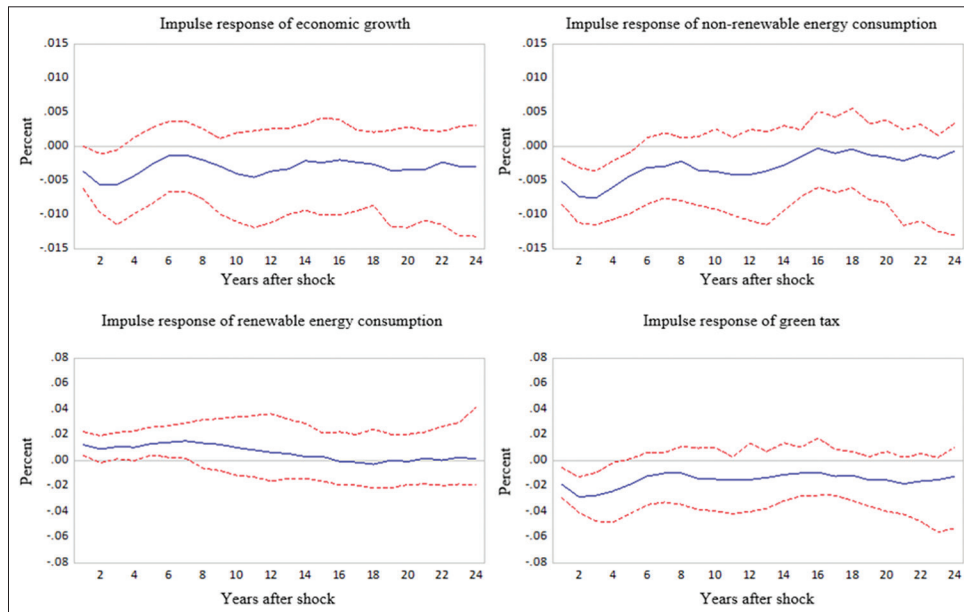 Impulse response of economic growth
Percent
.015
.010
.005
.000
-.005
-.010
-.015
2 4 6 8 10 12 14 16 18 20 22 24
Years after shock
Impulse response of non-renewable energy consumption
Percent
.015
.010
.005
.000
-.005
-.010
-.015
2 4 6 8 10 12 14 16 18 20 22 24
Years after shock
Impulse response of renewable energy consumption
Percent
.08
.06
.04
.02
.00
-.02
-.04
-.06
-.08
2 4 6 8 10 12 14 16 18 20 22 24
Years after shock
Impulse response of green tax
Percent
.08
.06
.04
.02
.00
-.02
-.04
-.06
-.08
2 4 6 8 10 12 14 16 18 20 22 24
Years after shock